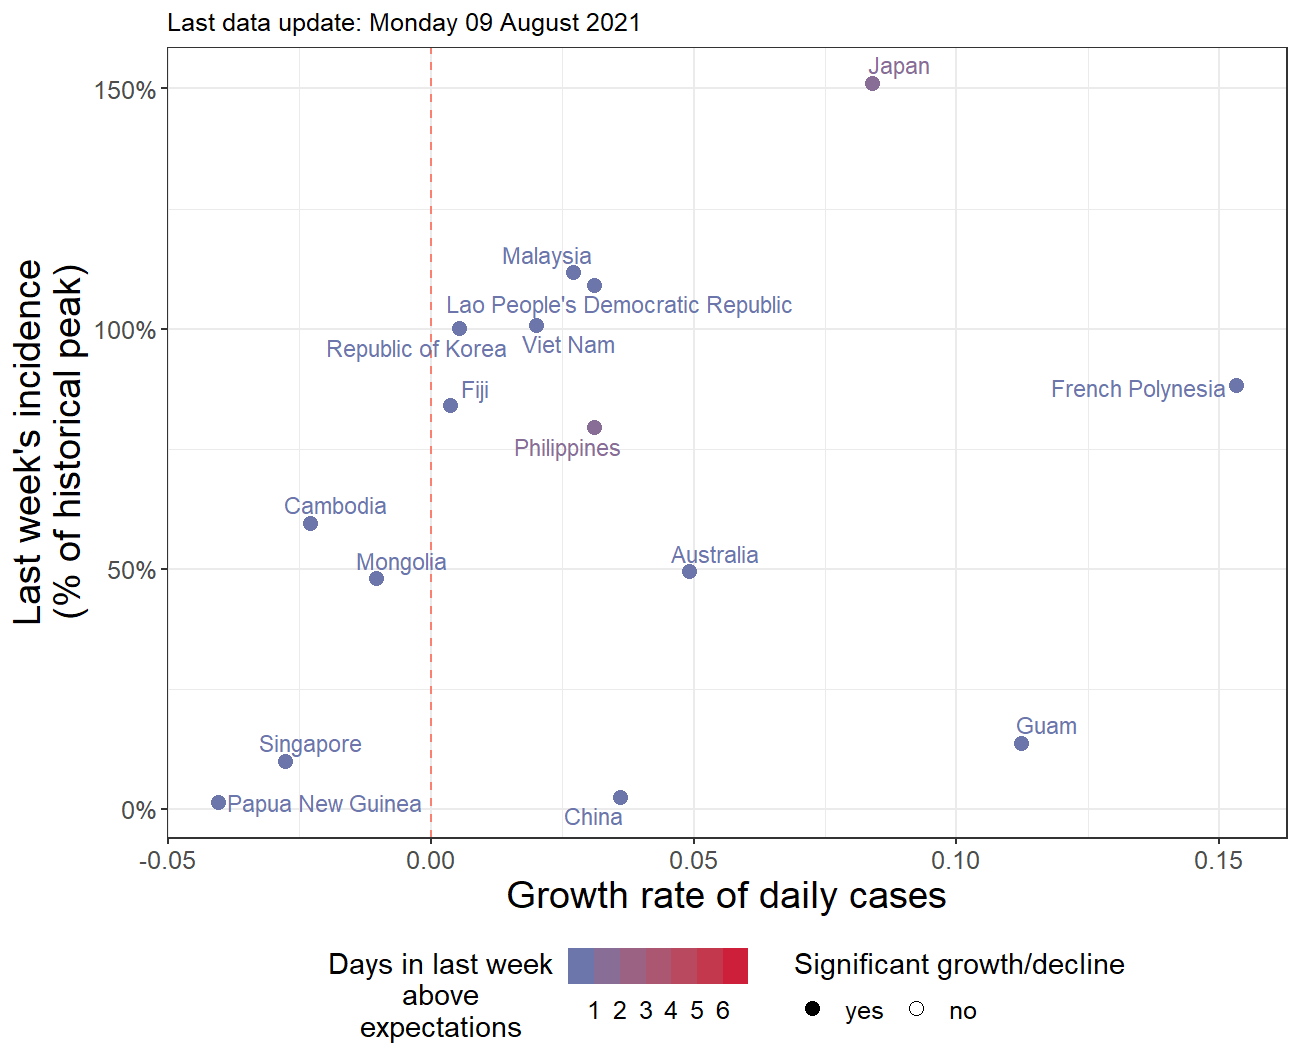 Last data update: Monday 09 August 2021
Last week's incidence
(% of historical peak)
150%
100%
50%
0%
Japan
Malaysia
Lao People's Democratic Republic
Republic of Korea
Viet Nam
Fiji
French Polynesia
Philippines
Cambodia
Mongolia
Australia
Guam
Singapore
Papua New Guinea
China
-0.05
0.00
0.05
0.10
0.15
Growth rate of daily cases
Days in last week
above
expectations
1 2 3 4 5 6
Significant growth/decline
yes
no